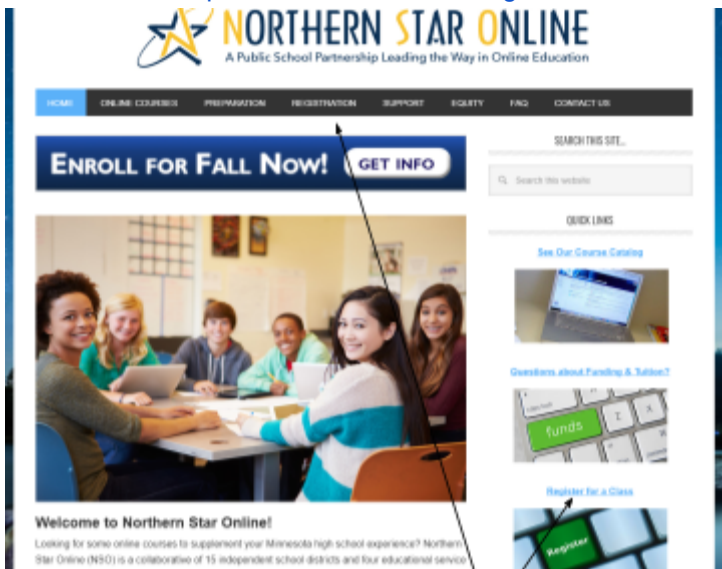 NORTHERN STAR ONLINE
A Public School Partnership Leading the Way in Online Education
HOME ONLINE COURSES PREPARATION REGISTRATION SUPPORT EQUITY FAQ CONTACT US
SEARCH THIS SITE...
ENROLL FOR FALL NOW! GET INFO
Search this website
QUICK LINKS
See Our Course Catalog
Questions about Funding & Tuition?
funds
Register for a Class
Register
Welcome to Northern Star Online!
Looking for some online courses to supplement your Minnesota high school experience? Northern
Star Online (NSO) is a collaborative of 15 independent school districts and four educational service